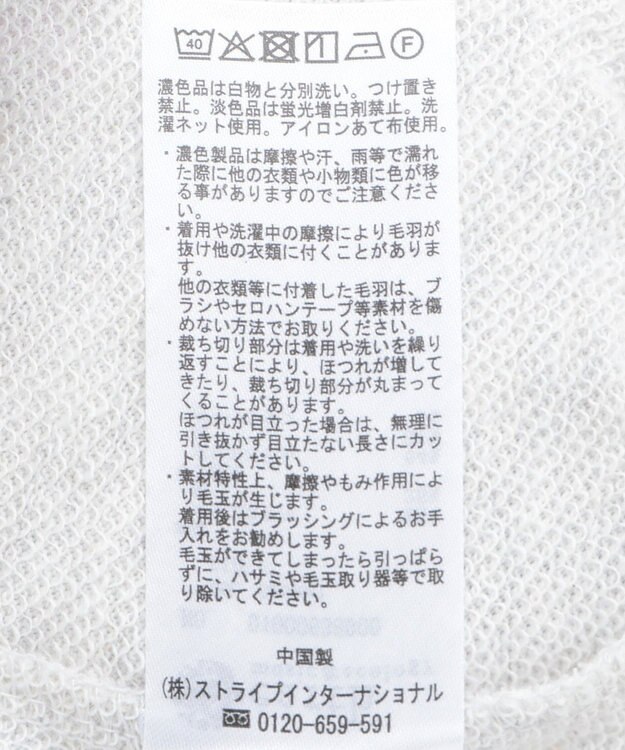 40 F
濃色品は白物と分別洗い。つけ置き
禁止。淡色品は蛍光増白剤禁止。洗
濯ネット使用。アイロンあて布使用。
・濃色製品は摩擦や汗、雨等で濡れ
た際に他の衣類や小物類に色が移
る事がありますのでご注意くださ
い。
・着用や洗濯中の摩擦により毛羽が
抜け他の衣類に付くことがありま
す。
他の衣類等に付着した毛羽は、ブ
ラシやセロハンテープ等素材を傷
めない方法でお取りください。
・裁ち切り部分は着用や洗いを繰り
返すことにより、ほつれが増して
きたり、裁ち切り部分が丸まって
くることがあります。
ほつれが目立った場合は、無理に
引き抜かず目立たない長さにカッ
トしてください。
・素材特性上、摩擦やもみ作用によ
り毛玉が生じます。
着用後はブラッシングによるお手
入れをお勧めします。
毛玉ができてしまったら引っぱら
ずに、ハサミや毛玉取り器等で取
り除いてください。
中国製
(株)ストライプインターナショナル
0120-659-591